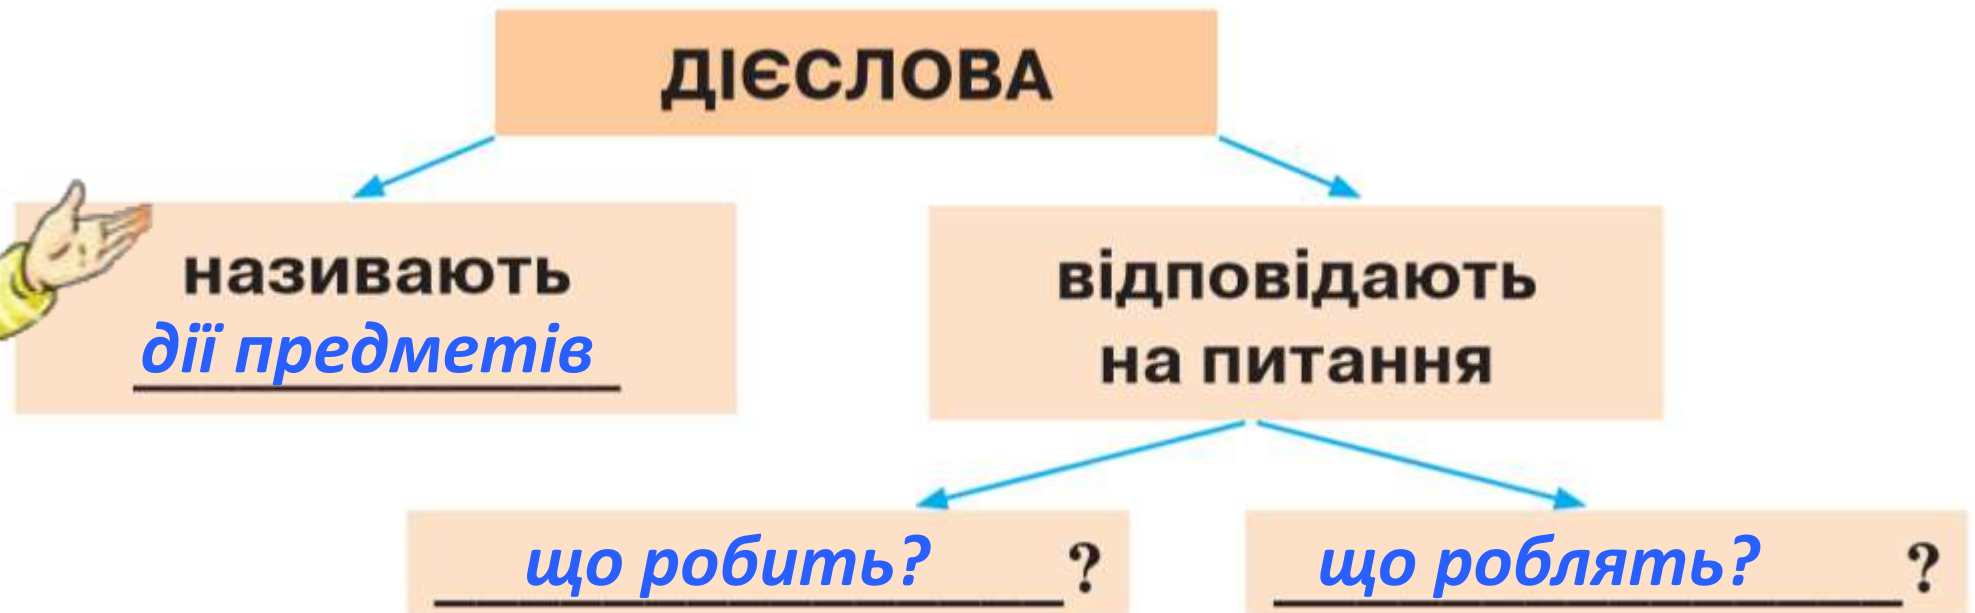 ДІЄСЛОВА
називають
дії предметів
відповідають
на питання
що робить? ?
що роблять? ?